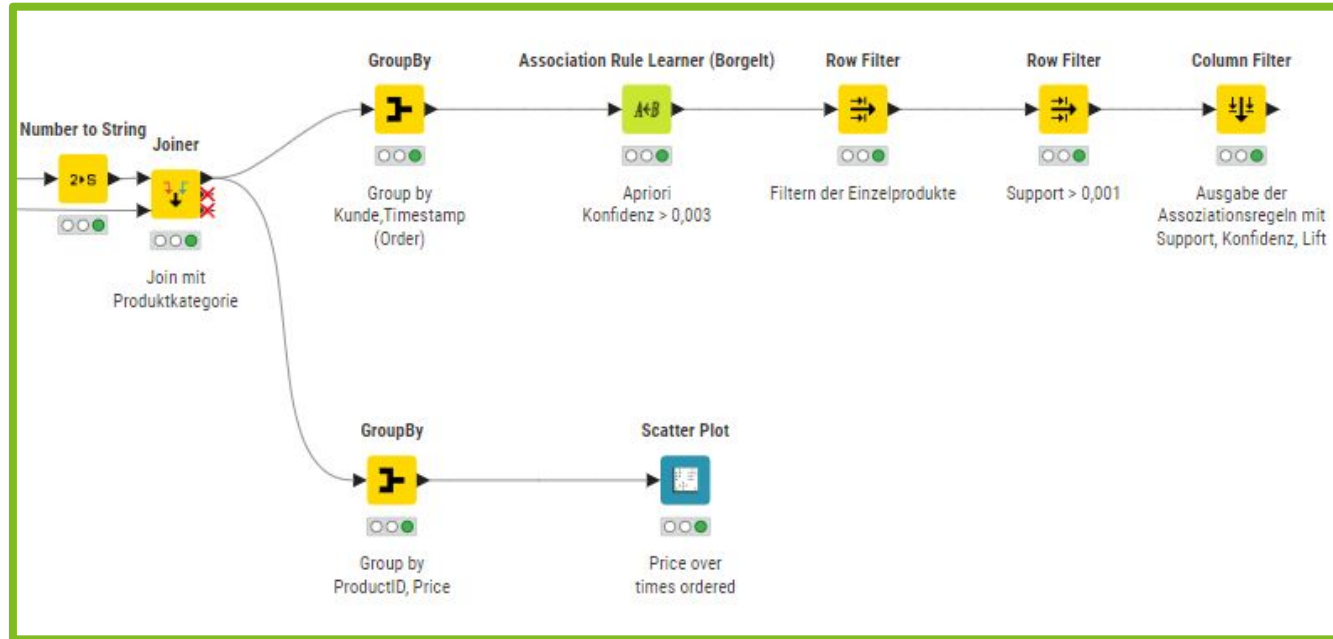 GroupBy
Association Rule Learner (Borgelt)
Row Filter
Row Filter
Column Filter
Number to String
Joiner
2▸S
A←B
Group by
Kunde,Timestamp
(Order)
Apriori
Konfidenz > 0,003
Filtern der Einzelprodukte
Support > 0,001
Ausgabe der
Assoziationsregeln mit
Support, Konfidenz, Lift
Join mit
Produktkategorie
GroupBy
Scatter Plot
Group by
ProductID, Price
Price over
times ordered